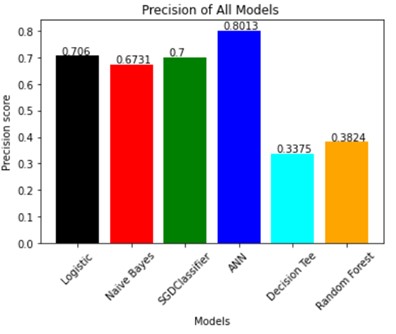 Precision of All Models
Precision score
0.8
0.7
0.6
0.5
0.4
0.3
0.2
0.1
0.0
0.706
0.6731
0.7
0.8013
0.3375
0.3824
Logistic
Naive Bayes
SGDClassifier
ANN
Decision Tee
Random Forest
Models